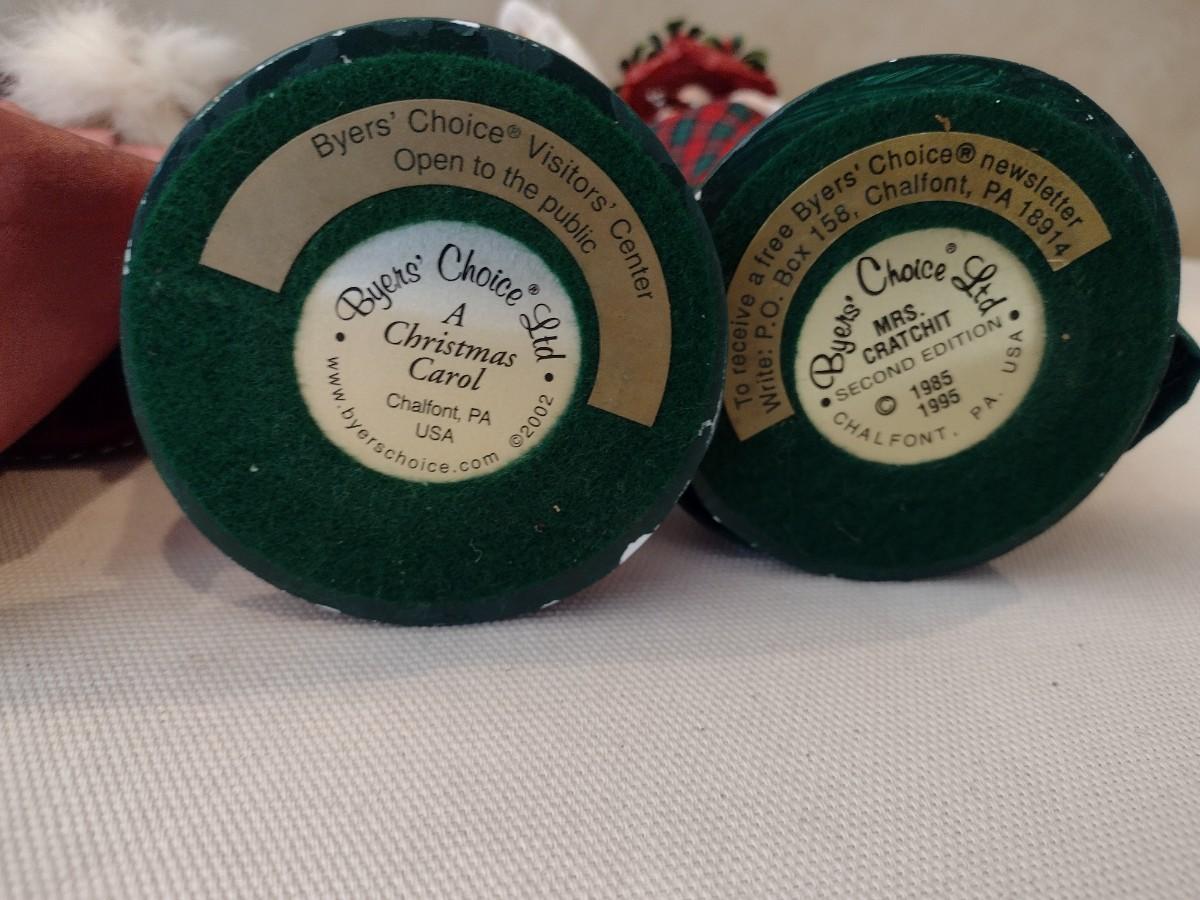 Byers' Choice® Visitors' Center
Open to the public
Byers' Choice® Ltd
A
Christmas
Carol
Chalfont, PA
USA
www.byerschoice.com ©2002
To receive a free Byers' Choice® newsletter
Write: P.O. Box 158, Chalfont, PA 18914
Byers' Choice® Ltd
MRS.
CRATCHIT
SECOND EDITION
© 1985
1995
CHALFONT, PA. USA